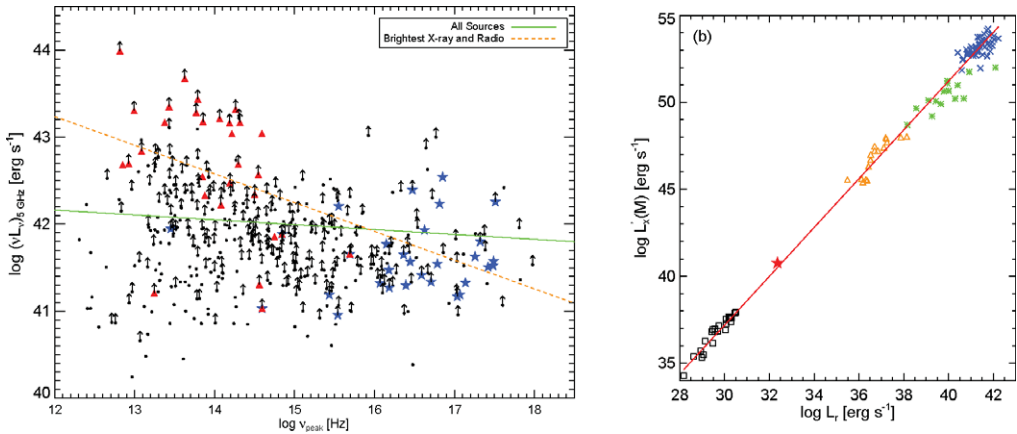 All Sources
Brightest X-ray and Radio
44
43
42
41
40
log (νLν)5 GHz [erg s⁻¹]
12 13 14 15 16 17 18
log νpeak [Hz]
(b)
55
50
45
40
35
log L'x(M) [erg s⁻¹]
28 30 32 34 36 38 40 42
log Lr [erg s⁻¹]